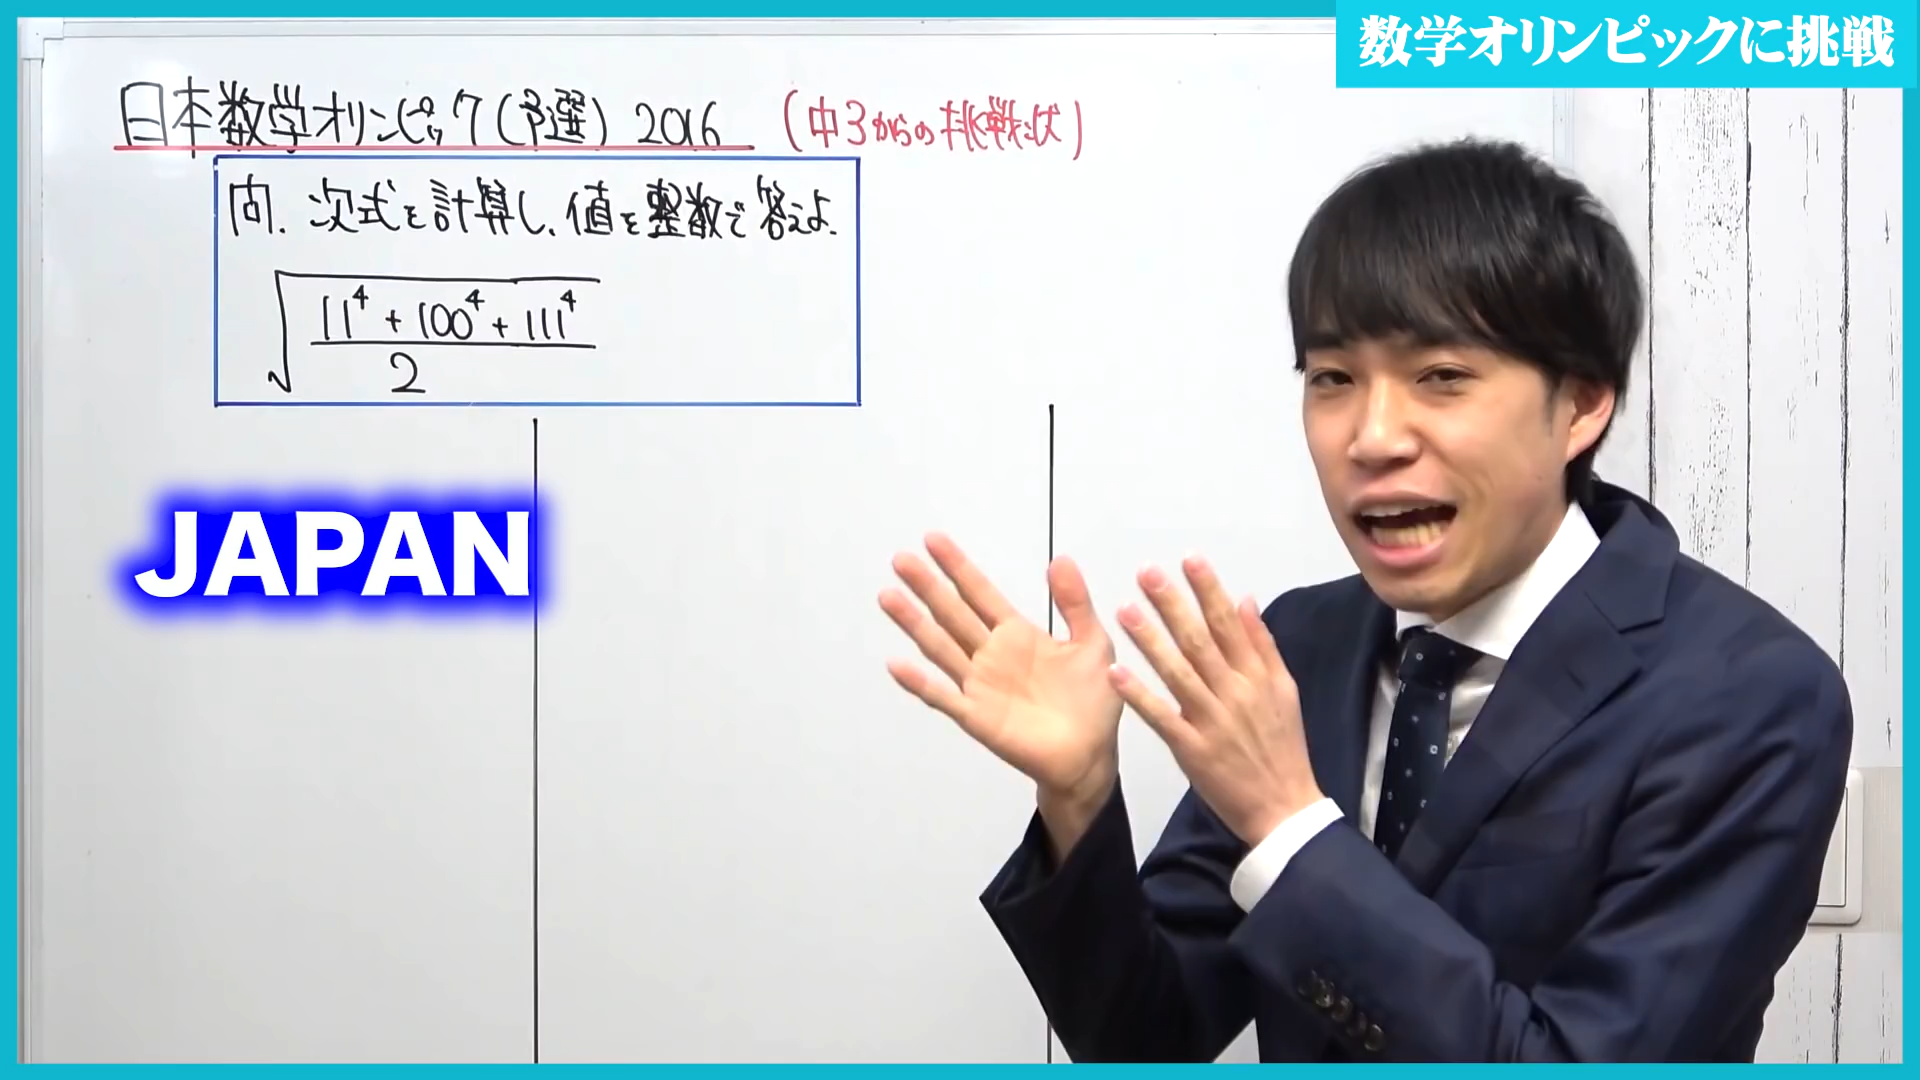 数学オリンピックに挑戦
日本数学オリンピック(予選) 2016 (中3からの挑戦状)
問. 次式を計算し、値を整数で答えよ.
√((11⁴+100⁴+111⁴)/2)
JAPAN